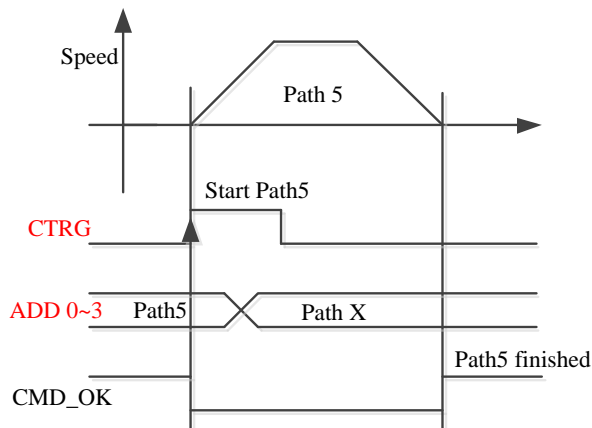 Speed
Path 5
Start Path5
CTRG
ADD 0~3
Path5
Path X
Path5 finished
CMD_OK